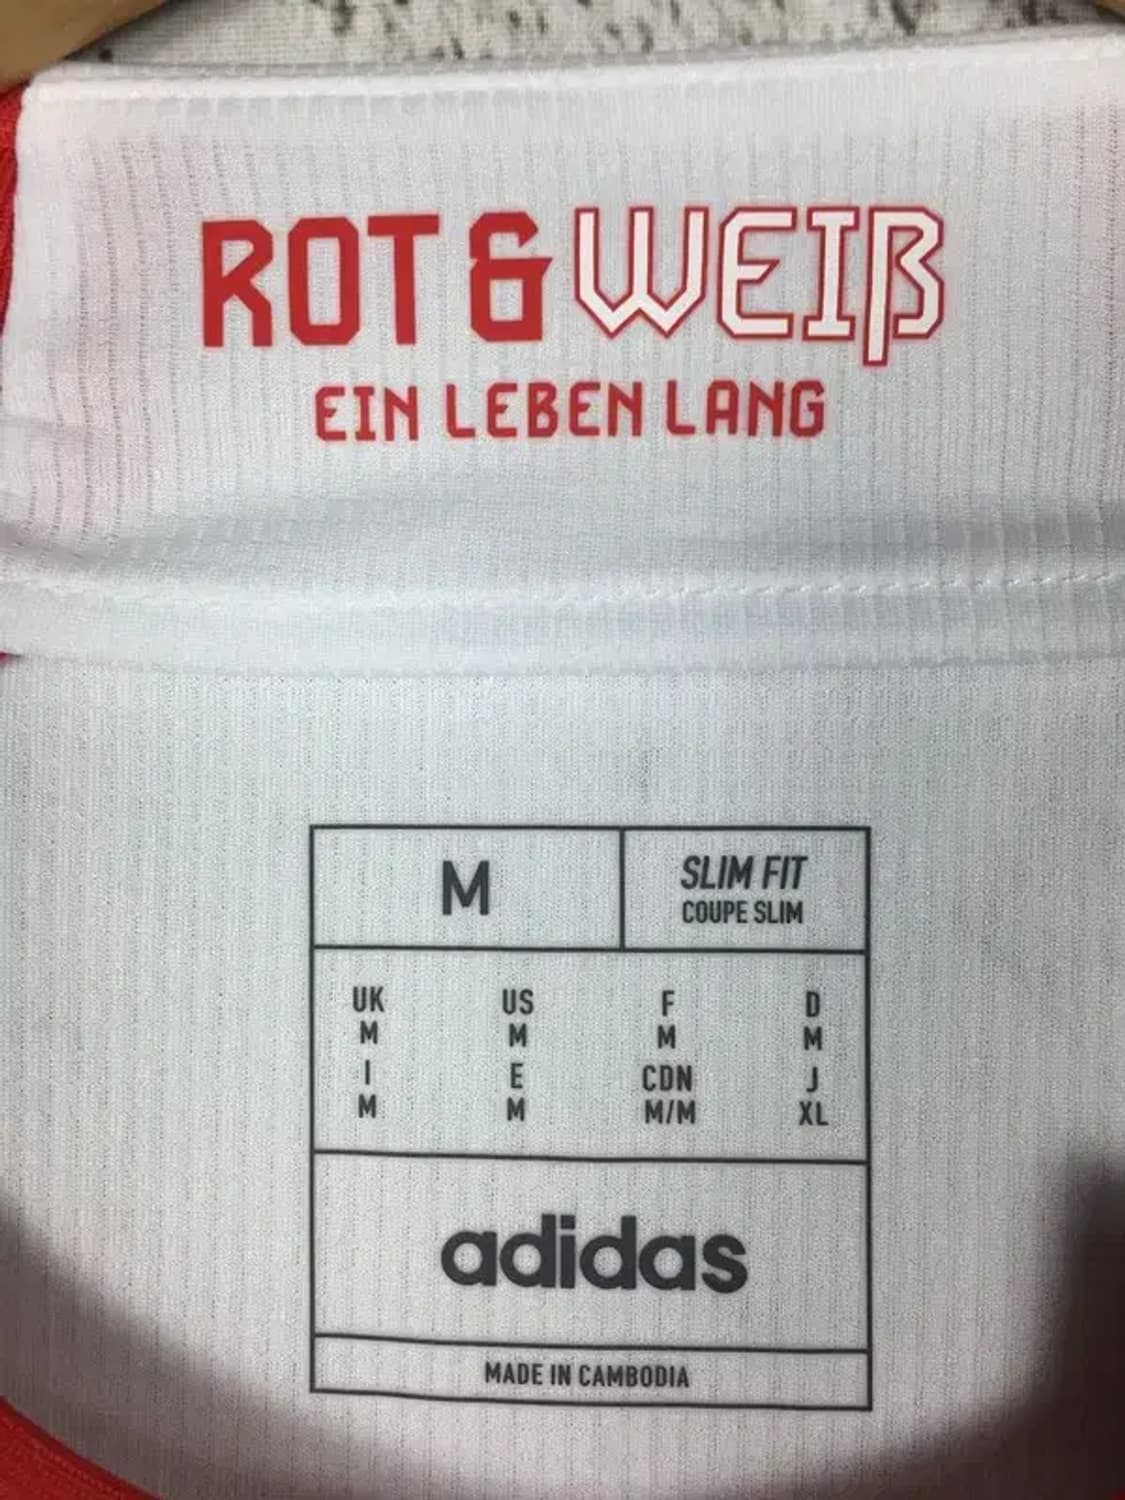 ROT & WEIß
EIN LEBEN LANG
M
SLIM FIT
COUPE SLIM
UK US F D
M M M M
I E CDN J
M M M/M XL
adidas
MADE IN CAMBODIA